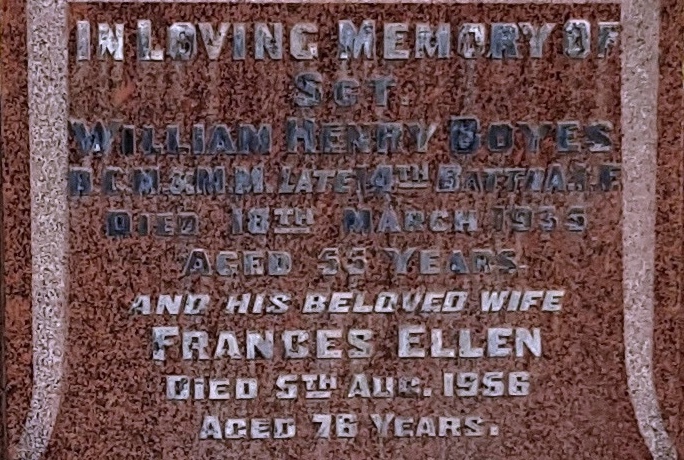 IN LOVING MEMORY OF
SGT.
WILLIAM HENRY BOYES
D.C.M. & M.M. LATE 14TH BATTN A.I.F.
DIED 18TH MARCH 1935
AGED 55 YEARS.
AND HIS BELOVED WIFE
FRANCES ELLEN
DIED 5TH AUG. 1956
AGED 76 YEARS.